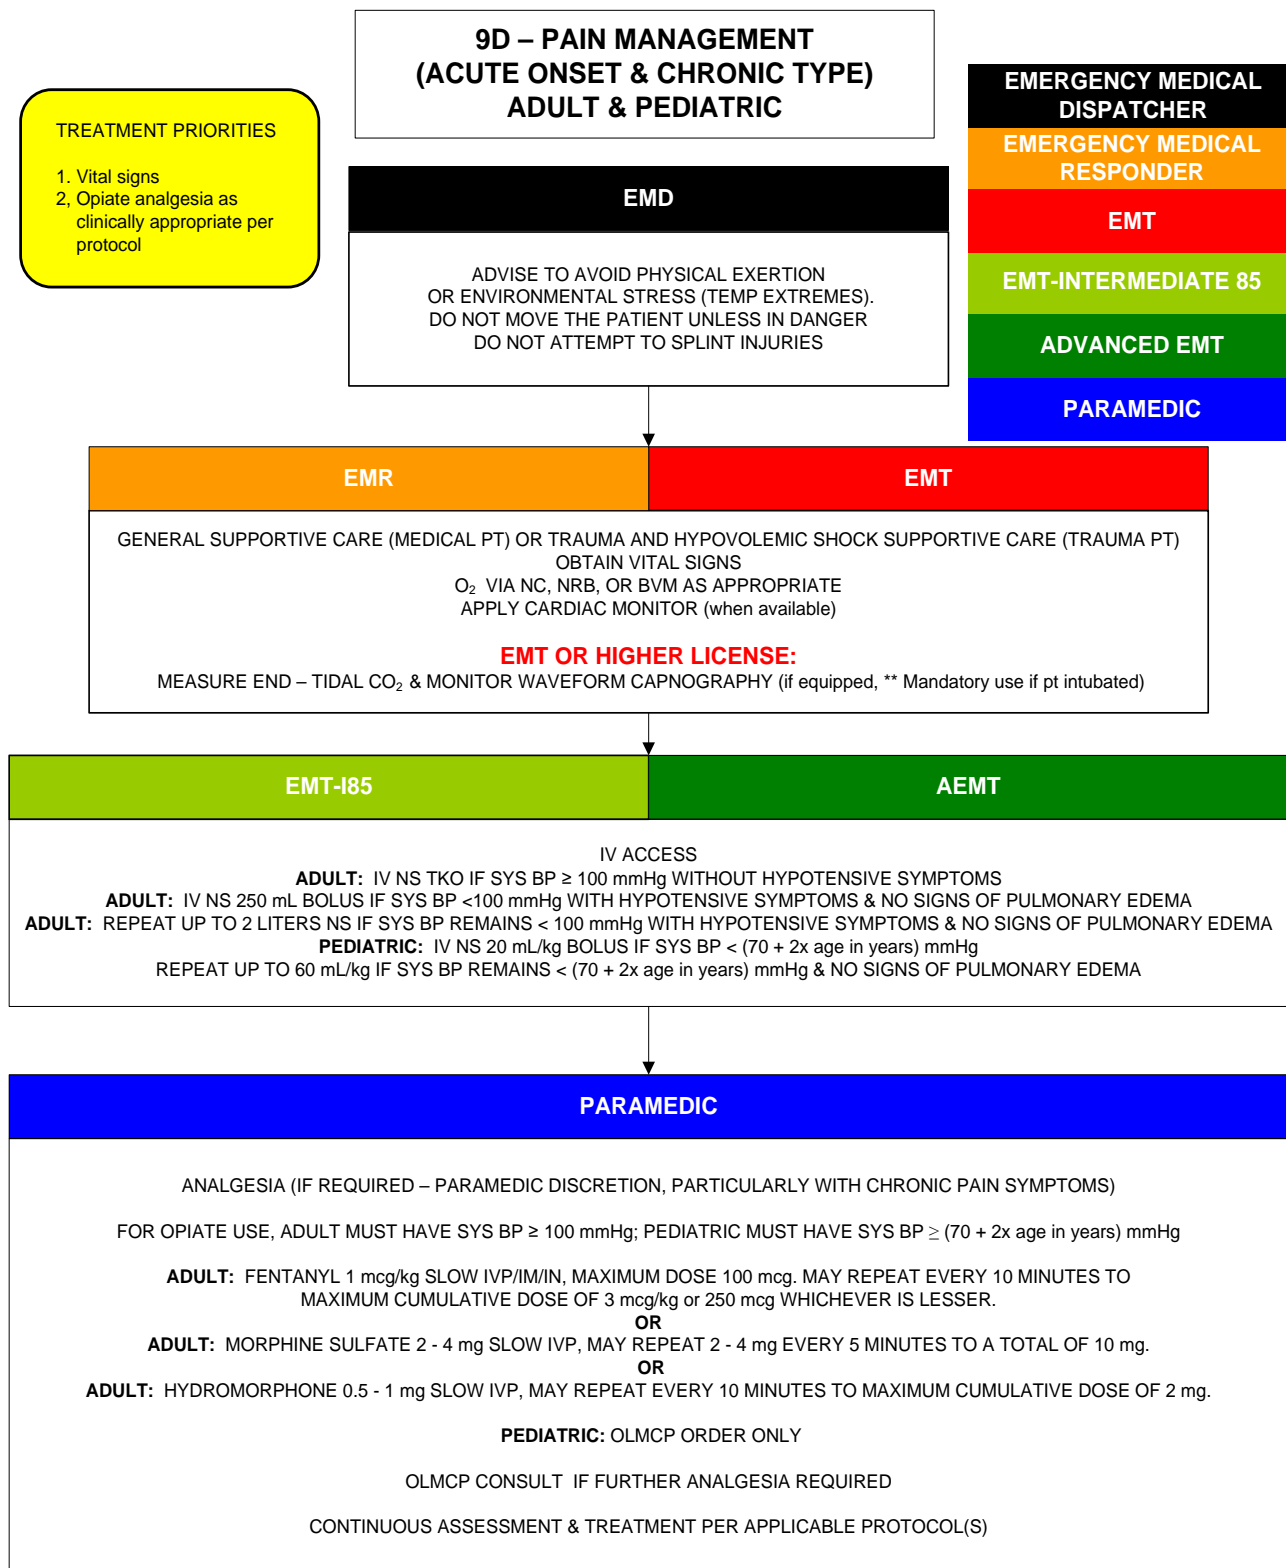 9D – PAIN MANAGEMENT
(ACUTE ONSET & CHRONIC TYPE)
ADULT & PEDIATRIC
TREATMENT PRIORITIES
1. Vital signs
2, Opiate analgesia as
clinically appropriate per
protocol
EMERGENCY MEDICAL
DISPATCHER
EMERGENCY MEDICAL
RESPONDER
EMT
EMT-INTERMEDIATE 85
ADVANCED EMT
PARAMEDIC
EMD
ADVISE TO AVOID PHYSICAL EXERTION
OR ENVIRONMENTAL STRESS (TEMP EXTREMES).
DO NOT MOVE THE PATIENT UNLESS IN DANGER
DO NOT ATTEMPT TO SPLINT INJURIES
EMR
EMT
GENERAL SUPPORTIVE CARE (MEDICAL PT) OR TRAUMA AND HYPOVOLEMIC SHOCK SUPPORTIVE CARE (TRAUMA PT)
OBTAIN VITAL SIGNS
O₂ VIA NC, NRB, OR BVM AS APPROPRIATE
APPLY CARDIAC MONITOR (when available)
EMT OR HIGHER LICENSE:
MEASURE END – TIDAL CO₂ & MONITOR WAVEFORM CAPNOGRAPHY (if equipped, ** Mandatory use if pt intubated)
EMT-I85
AEMT
IV ACCESS
ADULT: IV NS TKO IF SYS BP ≥ 100 mmHg WITHOUT HYPOTENSIVE SYMPTOMS
ADULT: IV NS 250 mL BOLUS IF SYS BP <100 mmHg WITH HYPOTENSIVE SYMPTOMS & NO SIGNS OF PULMONARY EDEMA
ADULT: REPEAT UP TO 2 LITERS NS IF SYS BP REMAINS < 100 mmHg WITH HYPOTENSIVE SYMPTOMS & NO SIGNS OF PULMONARY EDEMA
PEDIATRIC: IV NS 20 mL/kg BOLUS IF SYS BP < (70 + 2x age in years) mmHg
REPEAT UP TO 60 mL/kg IF SYS BP REMAINS < (70 + 2x age in years) mmHg & NO SIGNS OF PULMONARY EDEMA
PARAMEDIC
ANALGESIA (IF REQUIRED – PARAMEDIC DISCRETION, PARTICULARLY WITH CHRONIC PAIN SYMPTOMS)
FOR OPIATE USE, ADULT MUST HAVE SYS BP ≥ 100 mmHg; PEDIATRIC MUST HAVE SYS BP ≥ (70 + 2x age in years) mmHg
ADULT: FENTANYL 1 mcg/kg SLOW IVP/IM/IN, MAXIMUM DOSE 100 mcg. MAY REPEAT EVERY 10 MINUTES TO
MAXIMUM CUMULATIVE DOSE OF 3 mcg/kg or 250 mcg WHICHEVER IS LESSER.
OR
ADULT: MORPHINE SULFATE 2 - 4 mg SLOW IVP, MAY REPEAT 2 - 4 mg EVERY 5 MINUTES TO A TOTAL OF 10 mg.
OR
ADULT: HYDROMORPHONE 0.5 - 1 mg SLOW IVP, MAY REPEAT EVERY 10 MINUTES TO MAXIMUM CUMULATIVE DOSE OF 2 mg.
PEDIATRIC: OLMCP ORDER ONLY
OLMCP CONSULT IF FURTHER ANALGESIA REQUIRED
CONTINUOUS ASSESSMENT & TREATMENT PER APPLICABLE PROTOCOL(S)